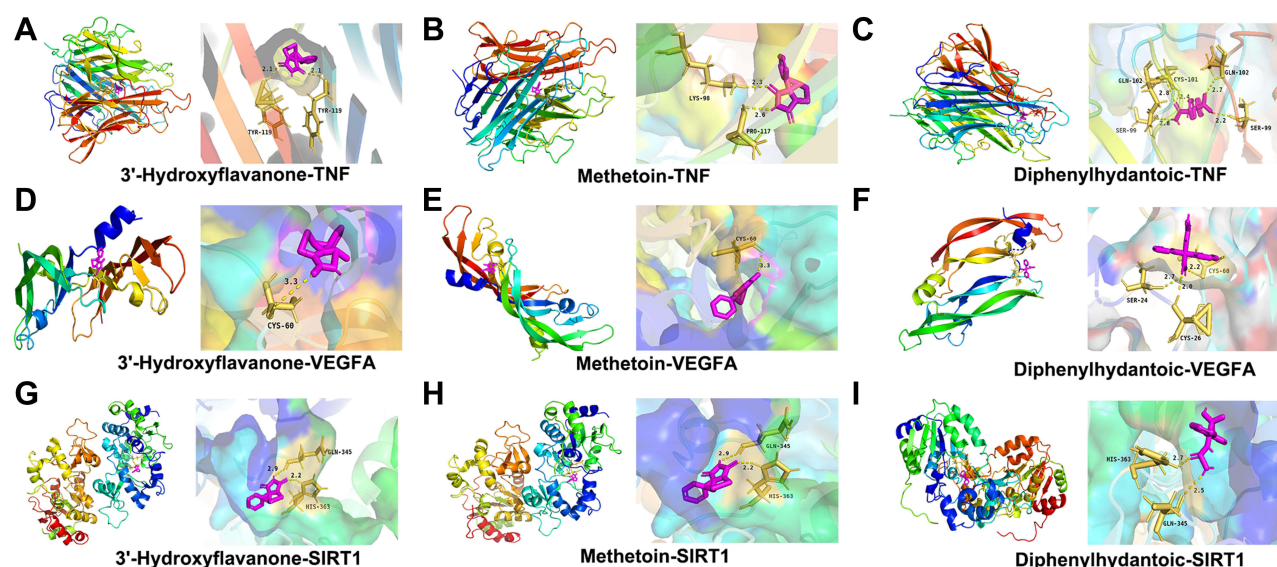 A
2.1
2.1
TYR-119
TYR-119
3'-Hydroxyflavanone-TNF
B
2.3
LYS-98
2.6
PRO-117
Methetoin-TNF
C
GLN-102
CYS-101
GLN-102
2.8
2.4
2.7
2.2
SER-99
2.8
SER-99
Diphenylhydantoic-TNF
D
3.3
CYS-60
3'-Hydroxyflavanone-VEGFA
E
CYS-60
3.3
Methetoin-VEGFA
F
2.7
2.2
CYS-60
SER-24
2.0
CYS-26
Diphenylhydantoic-VEGFA
G
GLN-345
2.9
2.2
HIS-363
3'-Hydroxyflavanone-SIRT1
H
GLN-345
2.9
2.2
HIS-363
Methetoin-SIRT1
I
HIS-363
2.7
2.5
GLN-345
Diphenylhydantoic-SIRT1